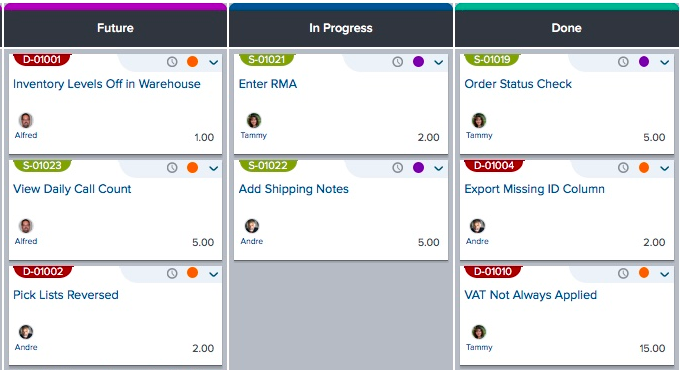 Future
D-01001
Inventory Levels Off in Warehouse
Alfred
1.00
S-01023
View Daily Call Count
Alfred
5.00
D-01002
Pick Lists Reversed
Andre
2.00
In Progress
S-01021
Enter RMA
Tammy
2.00
S-01022
Add Shipping Notes
Andre
5.00
Done
S-01019
Order Status Check
Tammy
5.00
D-01004
Export Missing ID Column
Andre
2.00
D-01010
VAT Not Always Applied
Tammy
15.00